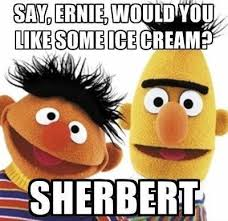 SAY, ERNIE, WOULD YOU
LIKE SOME ICE CREAM?
SHERBERT